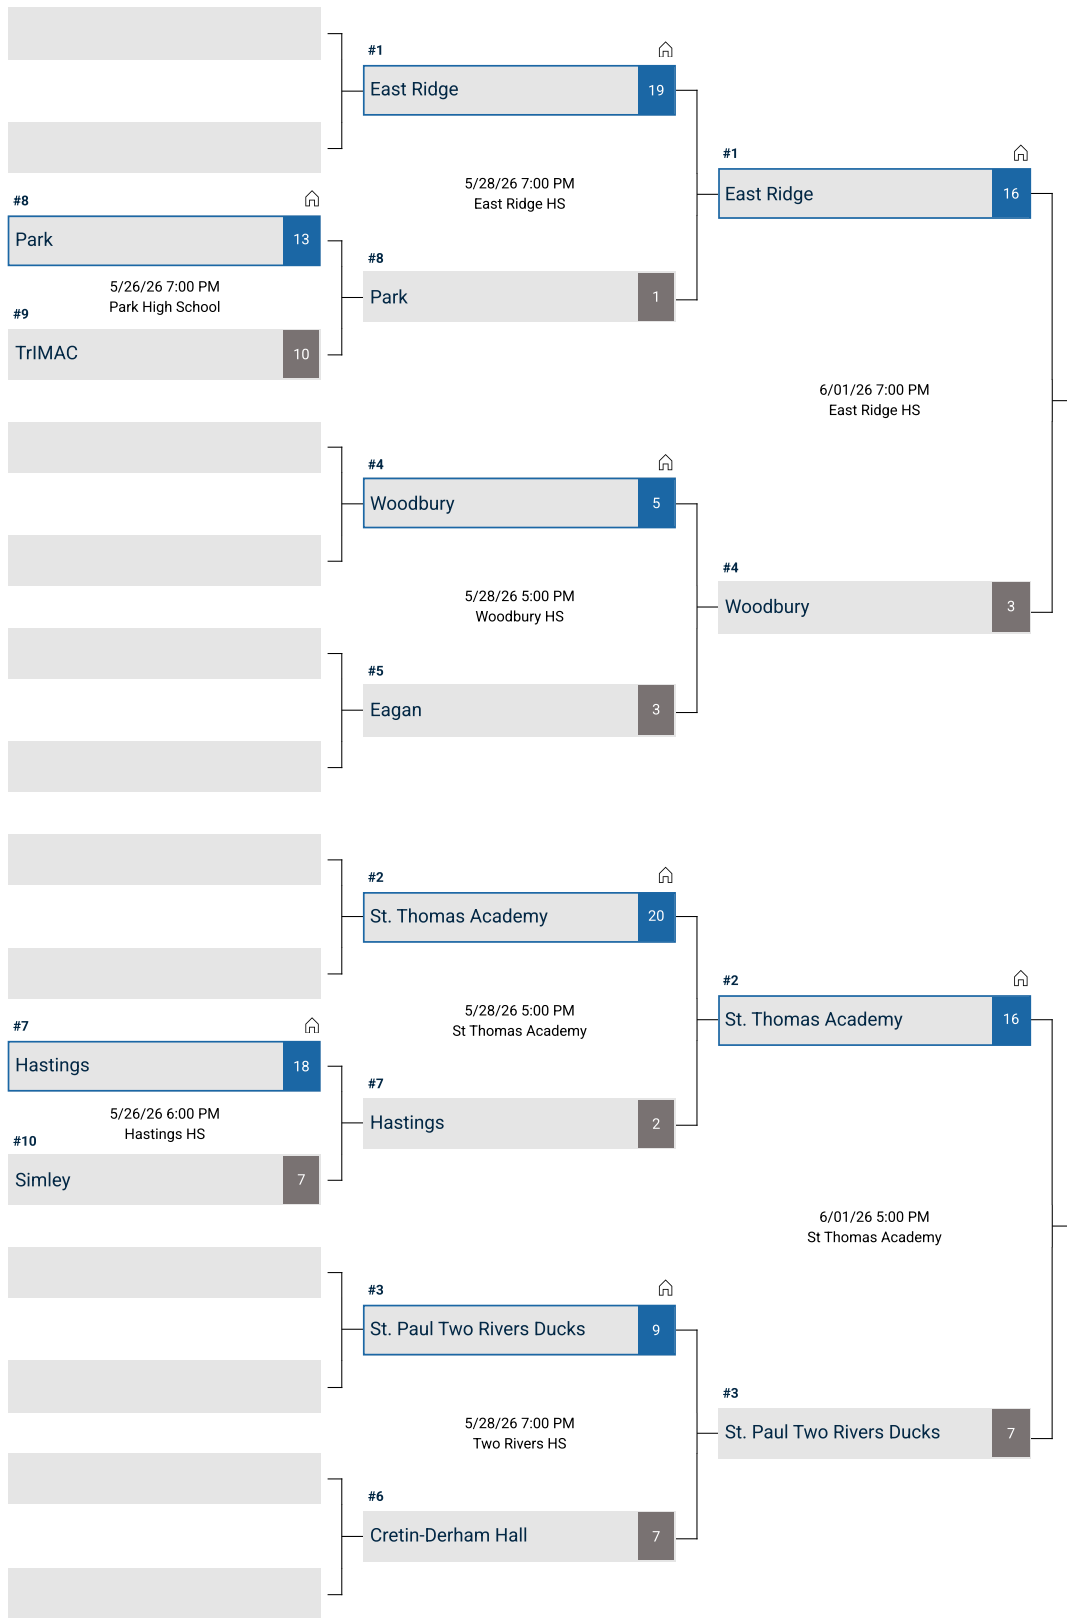 #1
East Ridge
19
5/28/26 7:00 PM
East Ridge HS
#8
Park
1
#8
Park
13
5/26/26 7:00 PM
Park High School
#9
TrIMAC
10
#1
East Ridge
16
6/01/26 7:00 PM
East Ridge HS
#4
Woodbury
3
#4
Woodbury
5
5/28/26 5:00 PM
Woodbury HS
#5
Eagan
3
#2
St. Thomas Academy
20
5/28/26 5:00 PM
St Thomas Academy
#7
Hastings
2
#7
Hastings
18
5/26/26 6:00 PM
Hastings HS
#10
Simley
7
#2
St. Thomas Academy
16
6/01/26 5:00 PM
St Thomas Academy
#3
St. Paul Two Rivers Ducks
7
#3
St. Paul Two Rivers Ducks
9
5/28/26 7:00 PM
Two Rivers HS
#6
Cretin-Derham Hall
7